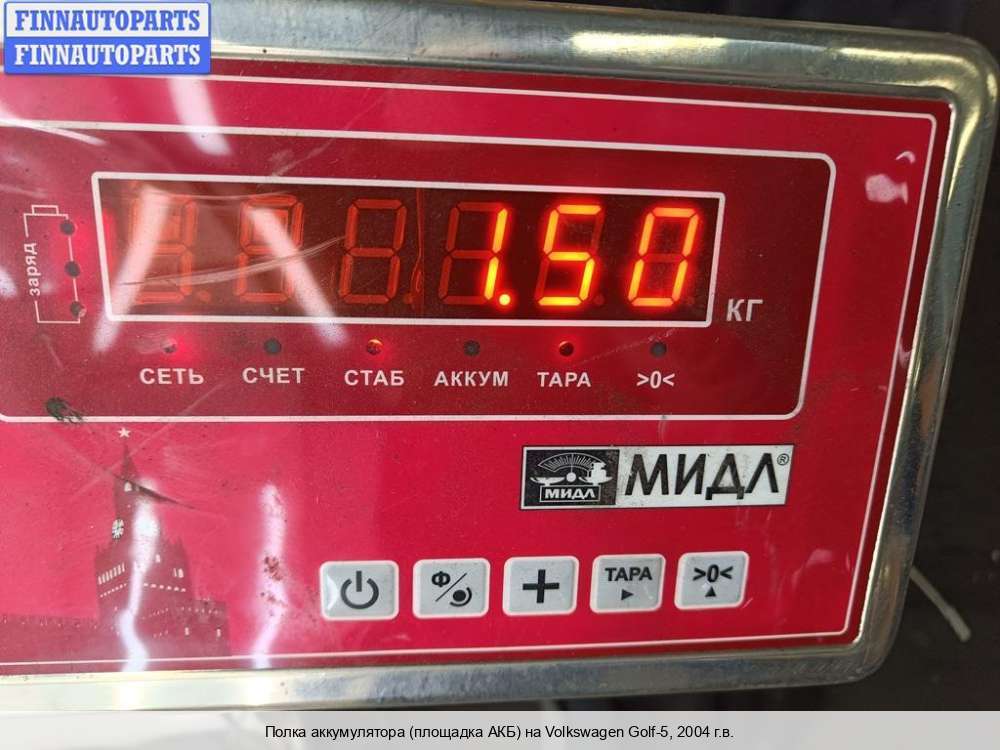 FINNAUTOPARTS
FINNAUTOPARTS
заряд
1.50
КГ
СЕТЬ СЧЕТ СТАБ АККУМ ТАРА >0<
МИДЛ
МИДЛ®
Ф
+
ТАРА
>0<
Полка аккумулятора (площадка АКБ) на Volkswagen Golf-5, 2004 г.в.